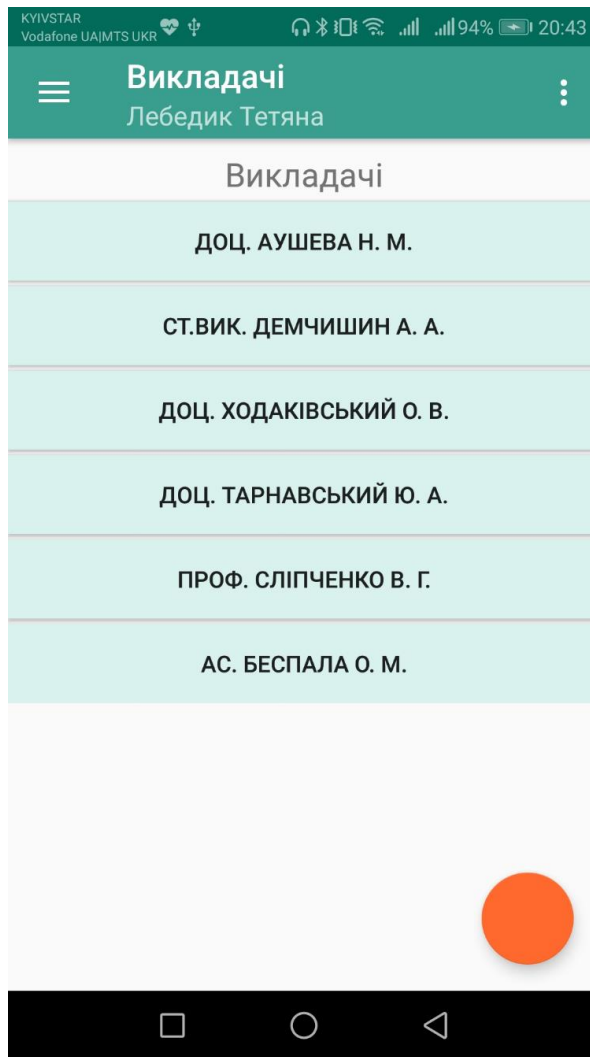 KYIVSTAR
Vodafone UA|MTS UKR
94% 20:43
Викладачі
Лебедик Тетяна
Викладачі
ДОЦ. АУШЕВА Н. М.
СТ.ВИК. ДЕМЧИШИН А. А.
ДОЦ. ХОДАКІВСЬКИЙ О. В.
ДОЦ. ТАРНАВСЬКИЙ Ю. А.
ПРОФ. СЛІПЧЕНКО В. Г.
АС. БЕСПАЛА О. М.